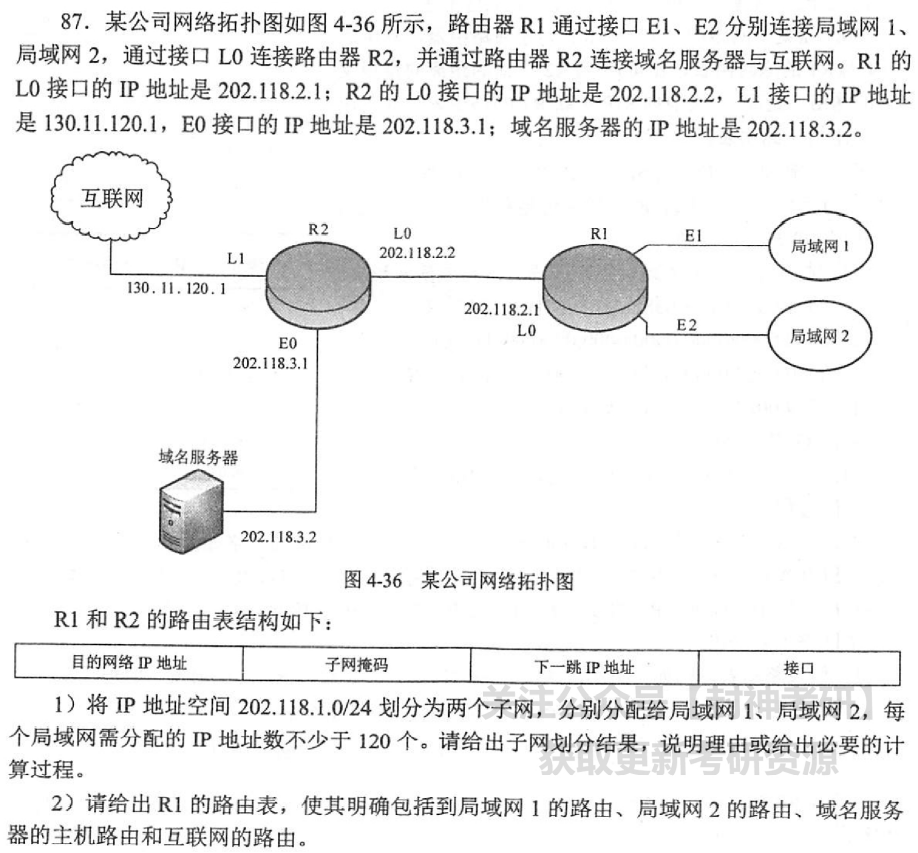 87．某公司网络拓扑图如图 4-36 所示，路由器 R1 通过接口 E1、E2 分别连接局域网 1、
局域网 2，通过接口 L0 连接路由器 R2，并通过路由器 R2 连接域名服务器与互联网。R1 的
L0 接口的 IP 地址是 202.118.2.1；R2 的 L0 接口的 IP 地址是 202.118.2.2，L1 接口的 IP 地址
是 130.11.120.1，E0 接口的 IP 地址是 202.118.3.1；域名服务器的 IP 地址是 202.118.3.2。
互联网
R2
L0
202.118.2.2
R1
E1
局域网 1
L1
130.11.120.1
202.118.2.1
L0
E2
局域网 2
E0
202.118.3.1
域名服务器
202.118.3.2
图 4-36 某公司网络拓扑图
R1 和 R2 的路由表结构如下：
目的网络 IP 地址 子网掩码 下一跳 IP 地址 接口
关注公众号【封神考研】
1）将 IP 地址空间 202.118.1.0/24 划分为两个子网，分别分配给局域网 1、局域网 2，每
个局域网需分配的 IP 地址数不少于 120 个。请给出子网划分结果，说明理由或给出必要的计
获取更新考研资源
算过程。
2）请给出 R1 的路由表，使其明确包括到局域网 1 的路由、局域网 2 的路由、域名服务
器的主机路由和互联网的路由。